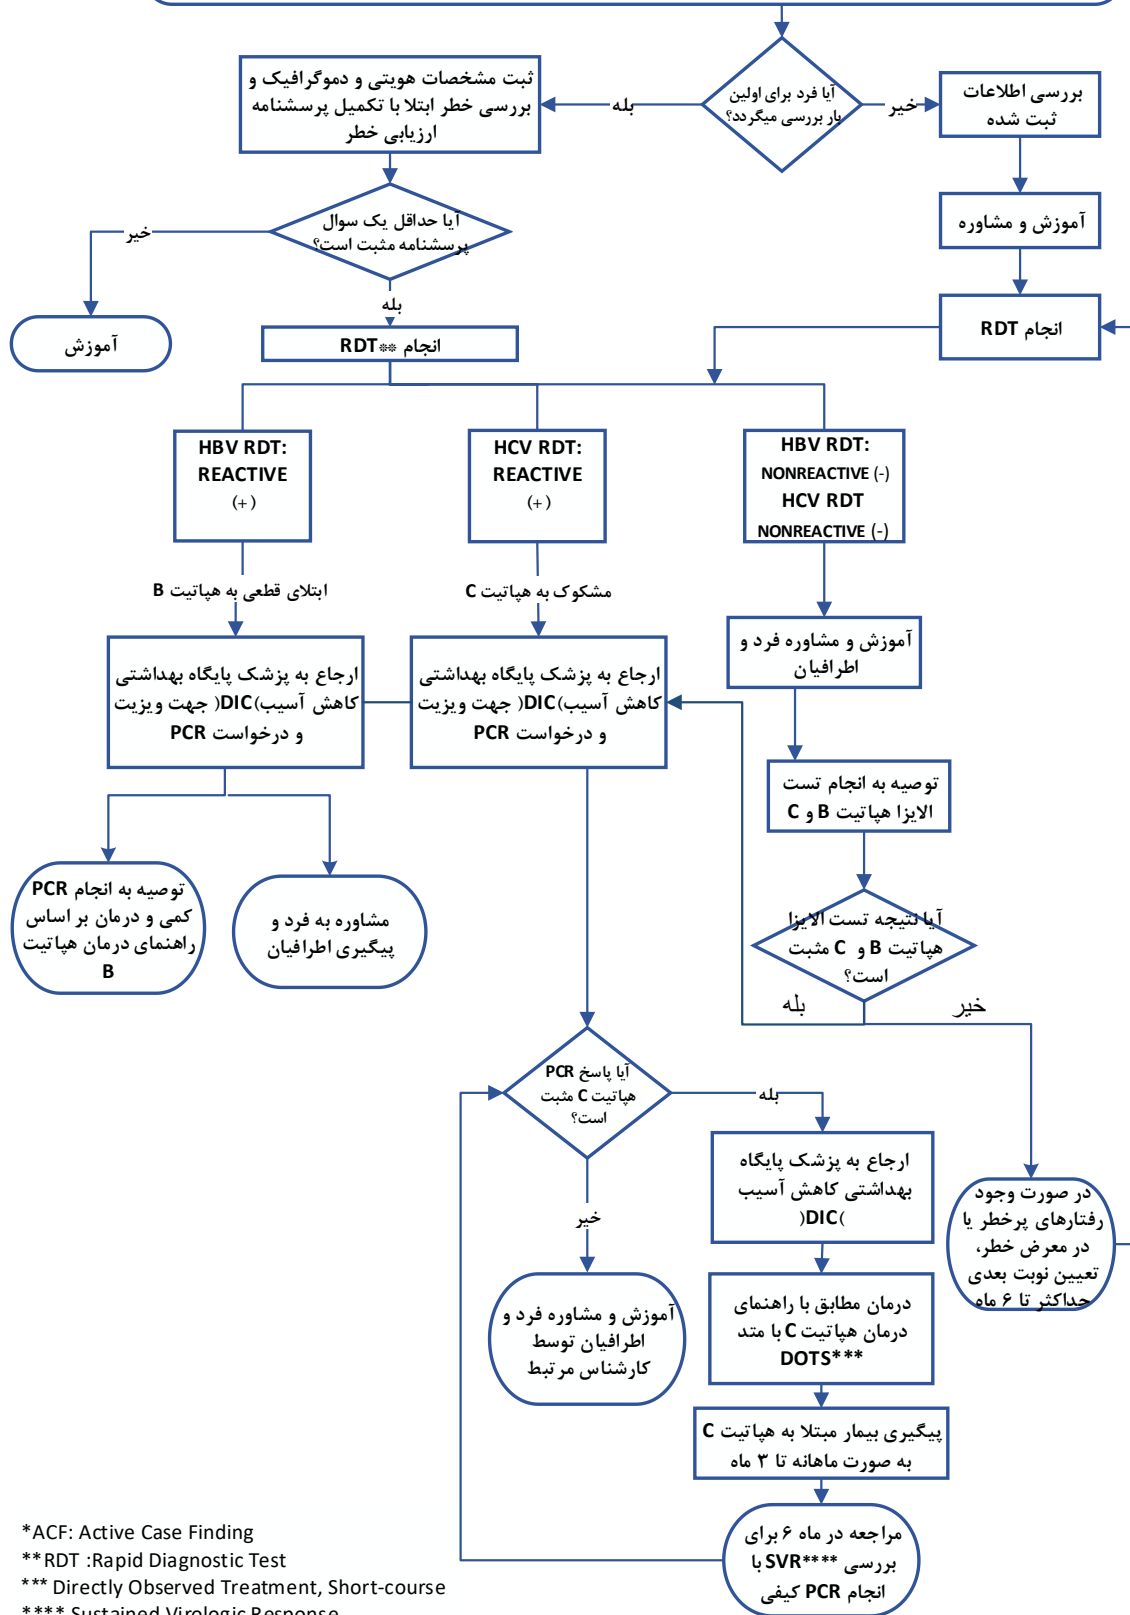 آیا فرد برای اولین
بار بررسی میگردد؟
بله
خیر
ثبت مشخصات هویتی و دموگرافیک و
بررسی خطر ابتلا با تکمیل پرسشنامه
ارزیابی خطر
بررسی اطلاعات
ثبت شده
آموزش و مشاوره
انجام RDT
آیا حداقل یک سوال
پرسشنامه مثبت است؟
خیر
آموزش
بله
انجام RDT**
HBV RDT:
REACTIVE
(+)
HCV RDT:
REACTIVE
(+)
HBV RDT:
NONREACTIVE (-)
HCV RDT
NONREACTIVE (-)
ابتلای قطعی به هپاتیت B
مشکوک به هپاتیت C
ارجاع به پزشک پایگاه بهداشتی
کاهش آسیب)DIC( جهت ویزیت
و درخواست PCR
ارجاع به پزشک پایگاه بهداشتی
کاهش آسیب)DIC( جهت ویزیت
و درخواست PCR
آموزش و مشاوره فرد و
اطرافیان
توصیه به انجام تست
الایزا هپاتیت B و C
توصیه به انجام PCR
کمی و درمان بر اساس
راهنمای درمان هپاتیت
B
مشاوره به فرد و
پیگیری اطرافیان
آیا نتیجه تست الایزا
هپاتیت B و C مثبت
است؟
بله
خیر
آیا پاسخ PCR
هپاتیت C مثبت
است؟
بله
خیر
ارجاع به پزشک پایگاه
بهداشتی کاهش آسیب
)DIC(
در صورت وجود
رفتارهای پرخطر یا
در معرض خطر،
تعیین نوبت بعدی
حداکثر تا ۶ ماه
آموزش و مشاوره فرد و
اطرافیان توسط
کارشناس مرتبط
درمان مطابق با راهنمای
درمان هپاتیت C با متد
DOTS***
پیگیری بیمار مبتلا به هپاتیت C
به صورت ماهانه تا ۳ ماه
مراجعه در ماه ۶ برای
بررسی SVR**** با
انجام PCR کیفی
*ACF: Active Case Finding
**RDT :Rapid Diagnostic Test
*** Directly Observed Treatment, Short-course
**** Sustained Virologic Response